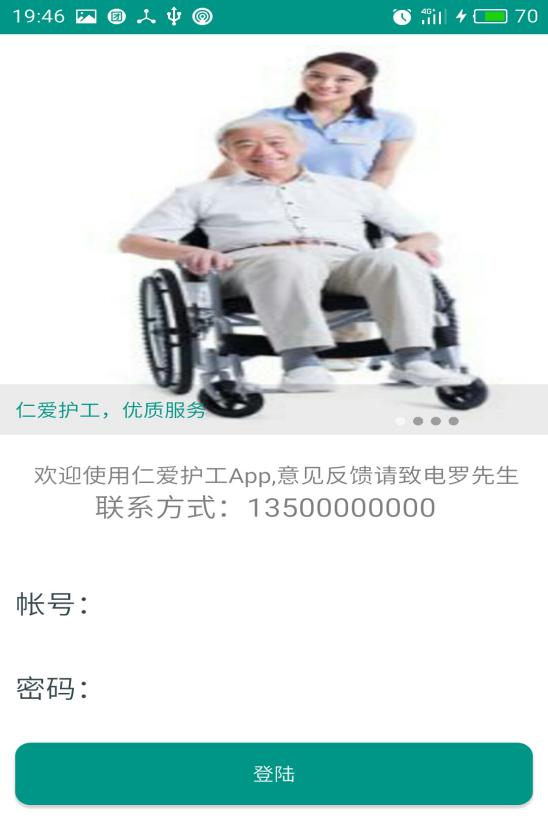 19:46 4G 70
仁爱护工，优质服务
欢迎使用仁爱护工App,意见反馈请致电罗先生
联系方式：13500000000
帐号：
密码：
登陆